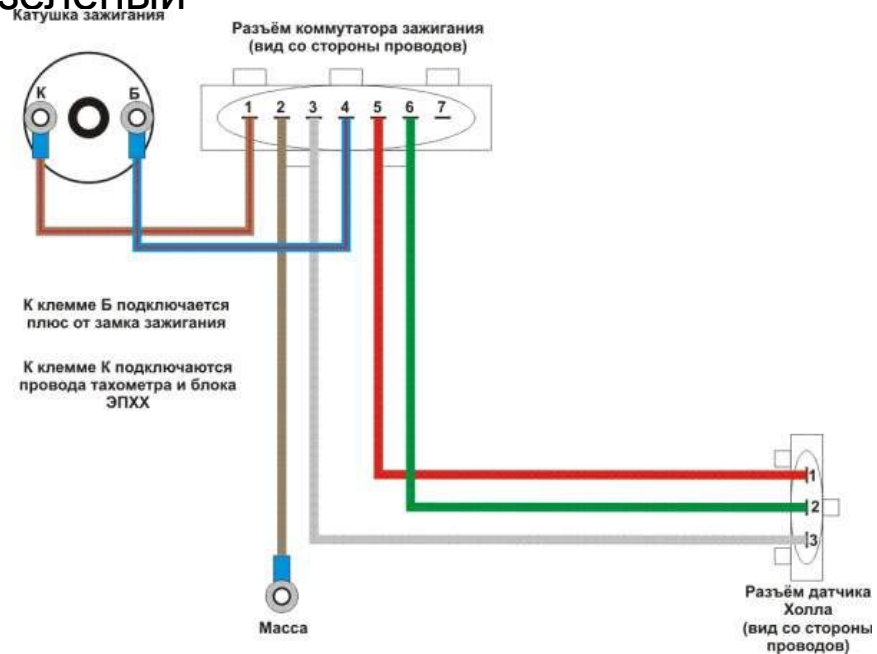 зеленый
Катушка зажигания
Разъём коммутатора зажигания
(вид со стороны проводов)
К
Б
1 2 3 4 5 6 7
К клемме Б подключается
плюс от замка зажигания
К клемме К подключаются
провода тахометра и блока
ЭПХХ
1
2
3
Масса
Разъём датчика
Холла
(вид со стороны
проводов)